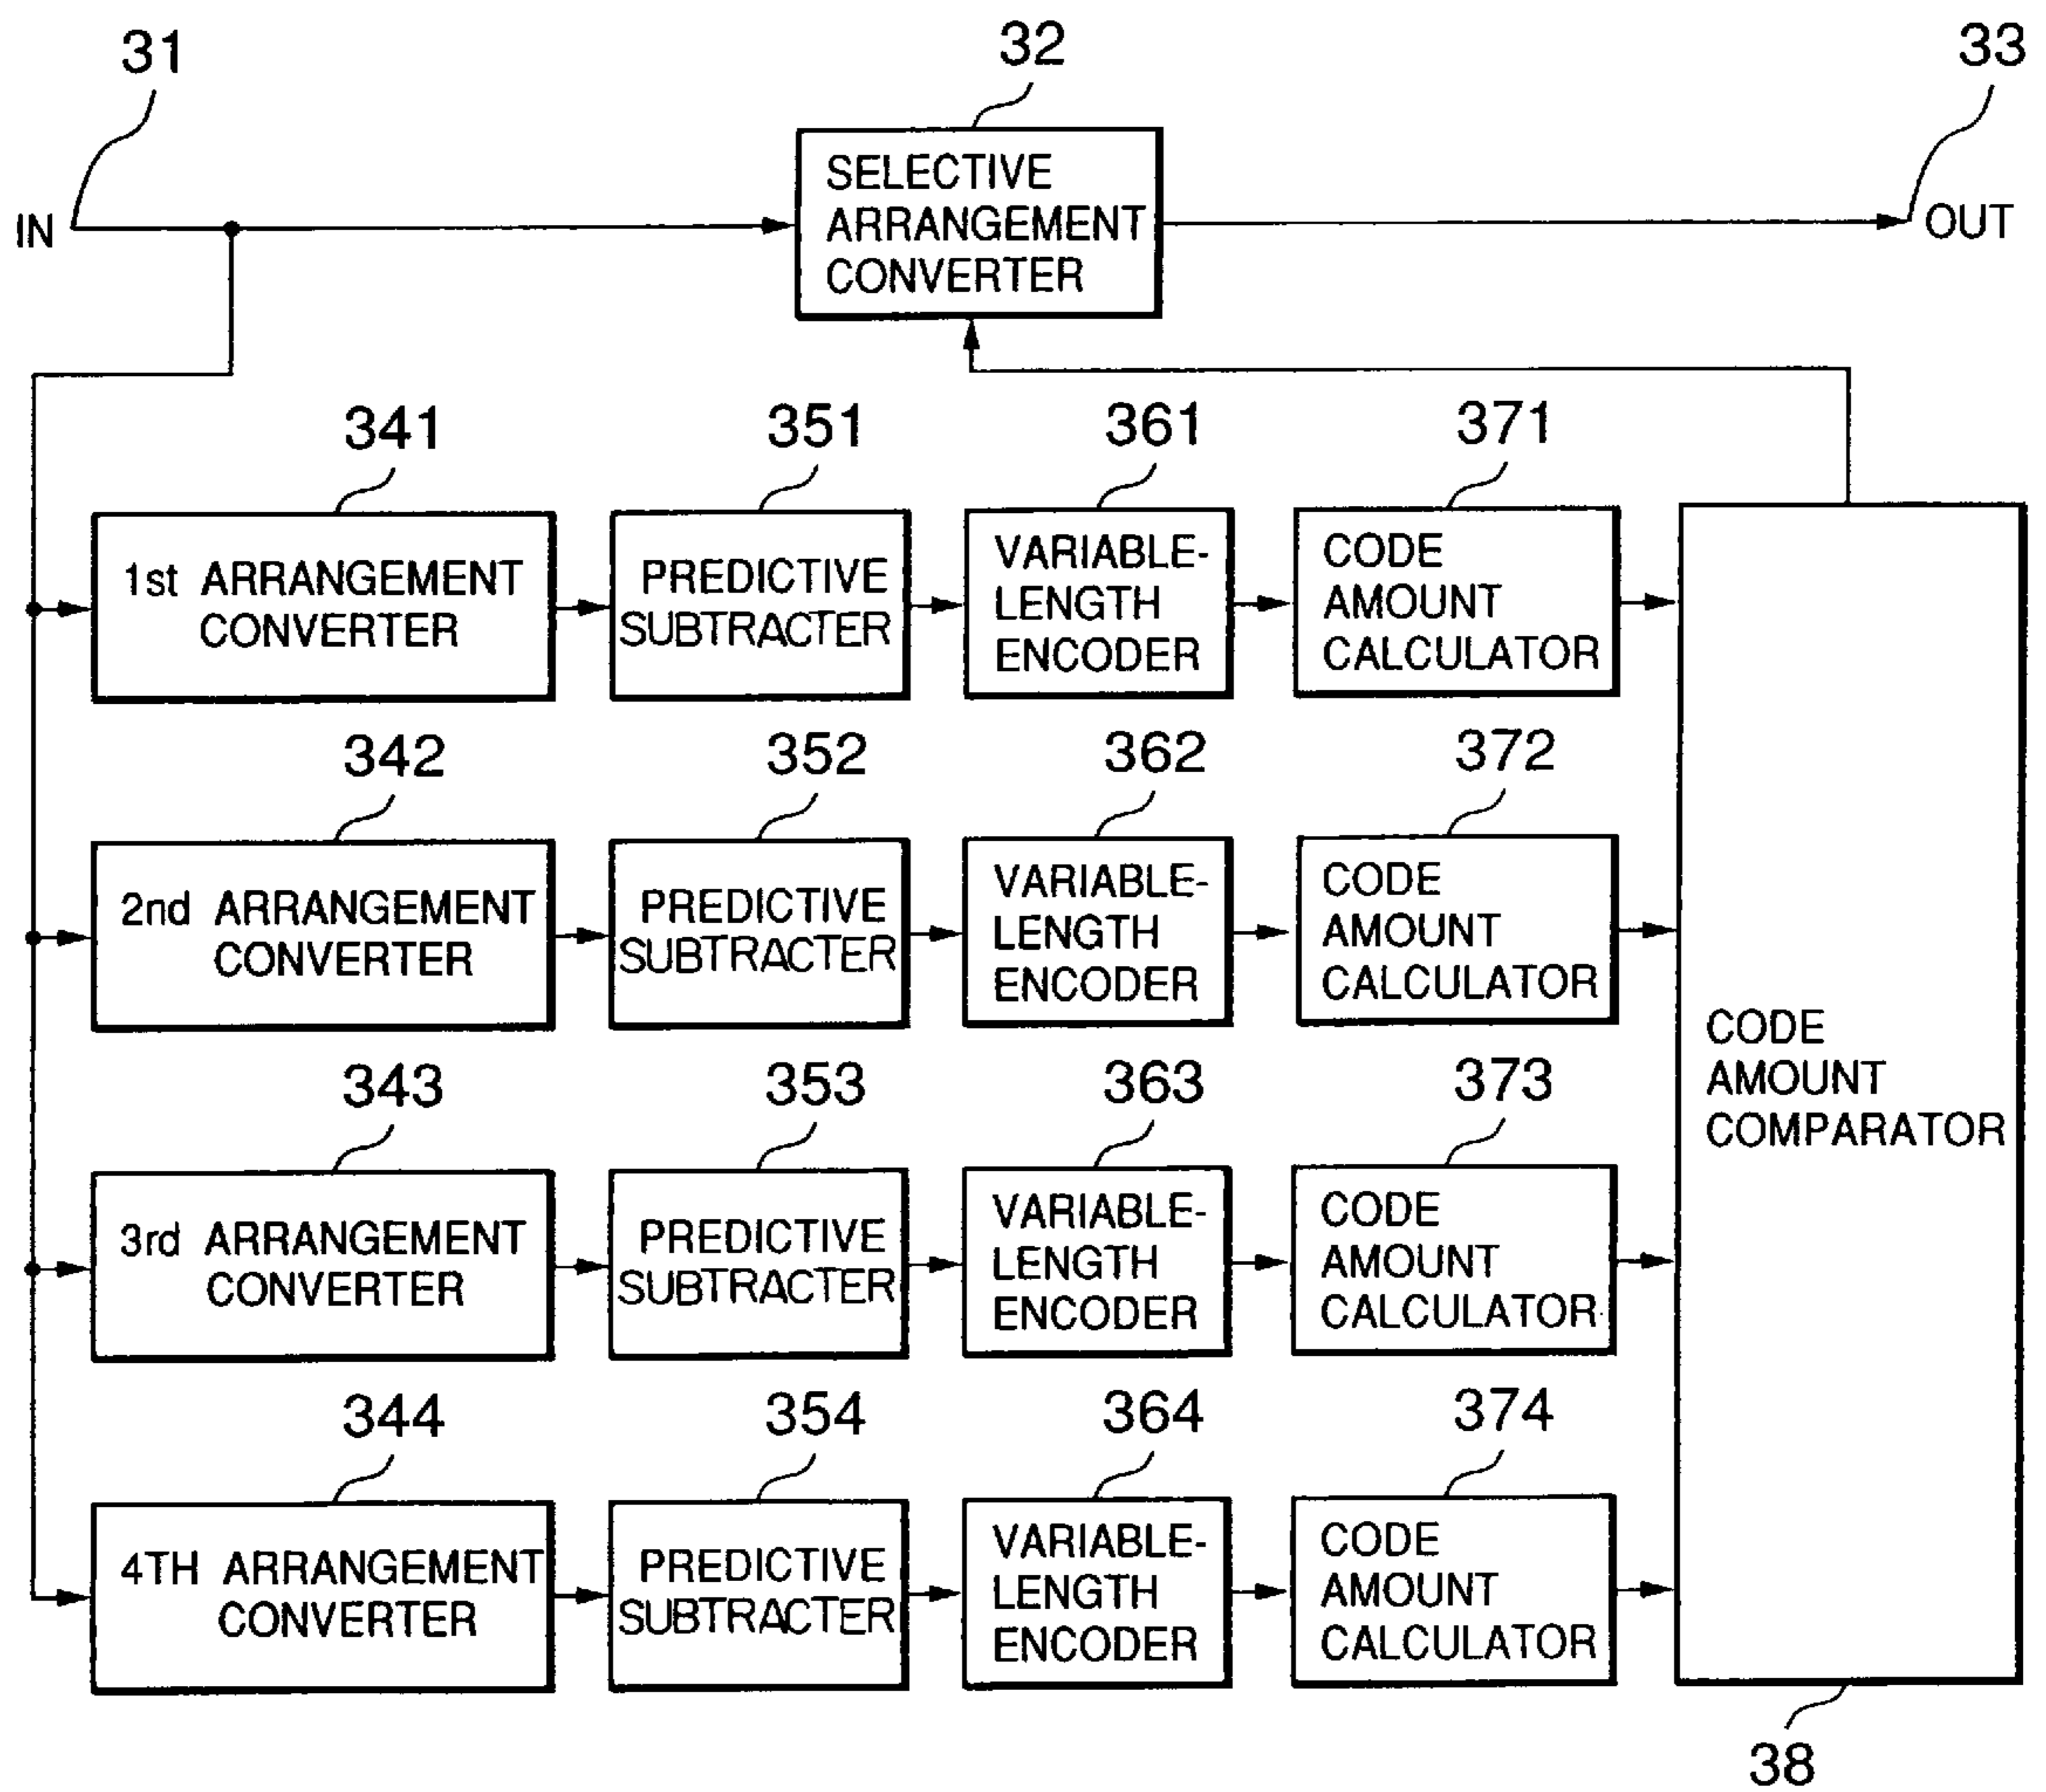 31
32
33
IN
SELECTIVE
ARRANGEMENT
CONVERTER
OUT
341
351
361
371
1st ARRANGEMENT
CONVERTER
PREDICTIVE
SUBTRACTER
VARIABLE-
LENGTH
ENCODER
CODE
AMOUNT
CALCULATOR
342
352
362
372
2nd ARRANGEMENT
CONVERTER
PREDICTIVE
SUBTRACTER
VARIABLE-
LENGTH
ENCODER
CODE
AMOUNT
CALCULATOR
CODE
AMOUNT
COMPARATOR
343
353
363
373
3rd ARRANGEMENT
CONVERTER
PREDICTIVE
SUBTRACTER
VARIABLE-
LENGTH
ENCODER
CODE
AMOUNT
CALCULATOR
344
354
364
374
4TH ARRANGEMENT
CONVERTER
PREDICTIVE
SUBTRACTER
VARIABLE-
LENGTH
ENCODER
CODE
AMOUNT
CALCULATOR
38